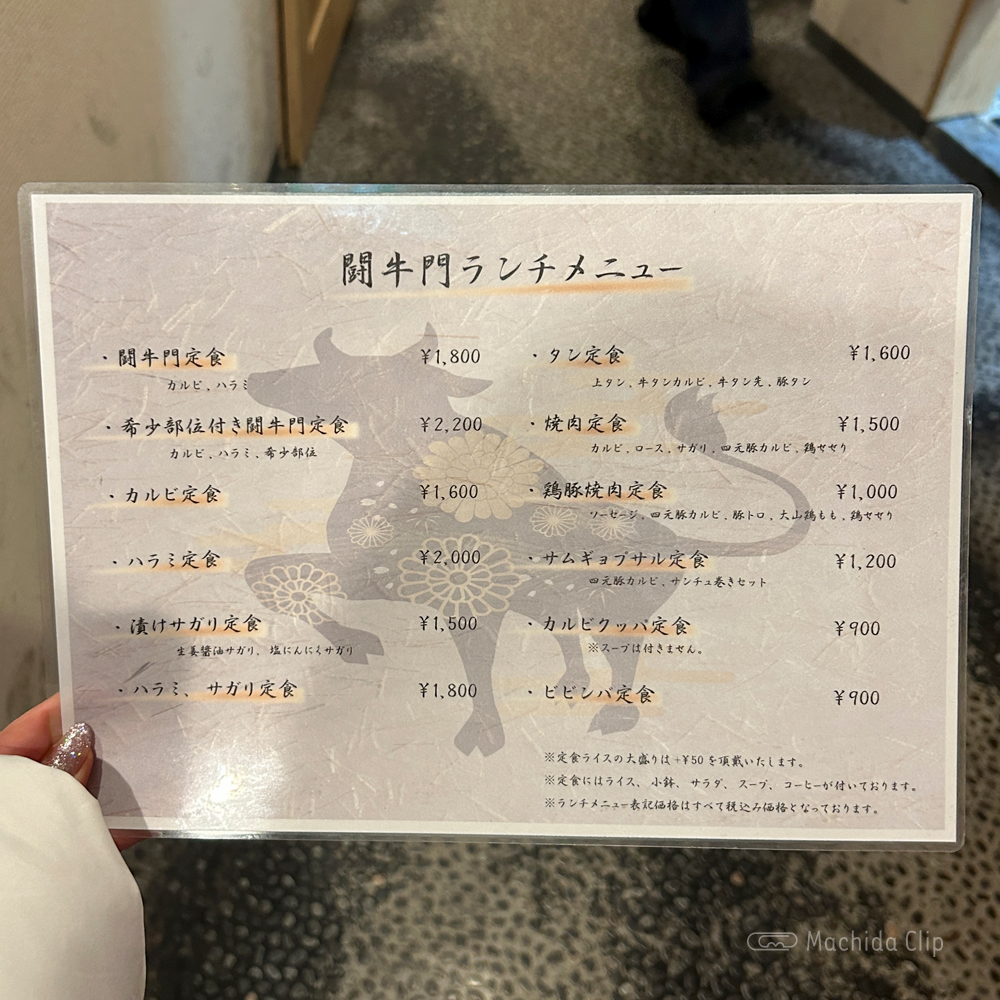 闘牛門ランチメニュー
・闘牛門定食 ¥1,800
カルビ、ハラミ
・希少部位付き闘牛門定食 ¥2,200
カルビ、ハラミ、希少部位
・カルビ定食 ¥1,600
・ハラミ定食 ¥2,000
・漬けサガリ定食 ¥1,500
生姜醤油サガリ、塩にんにくサガリ
・ハラミ、サガリ定食 ¥1,800
・タン定食 ¥1,600
上タン、牛タンカルビ、牛タン先、豚タン
・焼肉定食 ¥1,500
カルビ、ロース、サガリ、四元豚カルビ、鶏せせり
・鶏豚焼肉定食 ¥1,000
ソーセージ、四元豚カルビ、豚トロ、大山鶏もも、鶏せせり
・サムギョプサル定食 ¥1,200
四元豚カルビ、サンチュ巻きセット
・カルビクッパ定食 ¥900
※スープは付きません。
・ビビンバ定食 ¥900
※定食ライスの大盛りは+¥50を頂戴いたします。
※定食にはライス、小鉢、サラダ、スープ、コーヒーが付いております。
※ランチメニュー表記価格はすべて税込み価格となっております。
Machida Clip